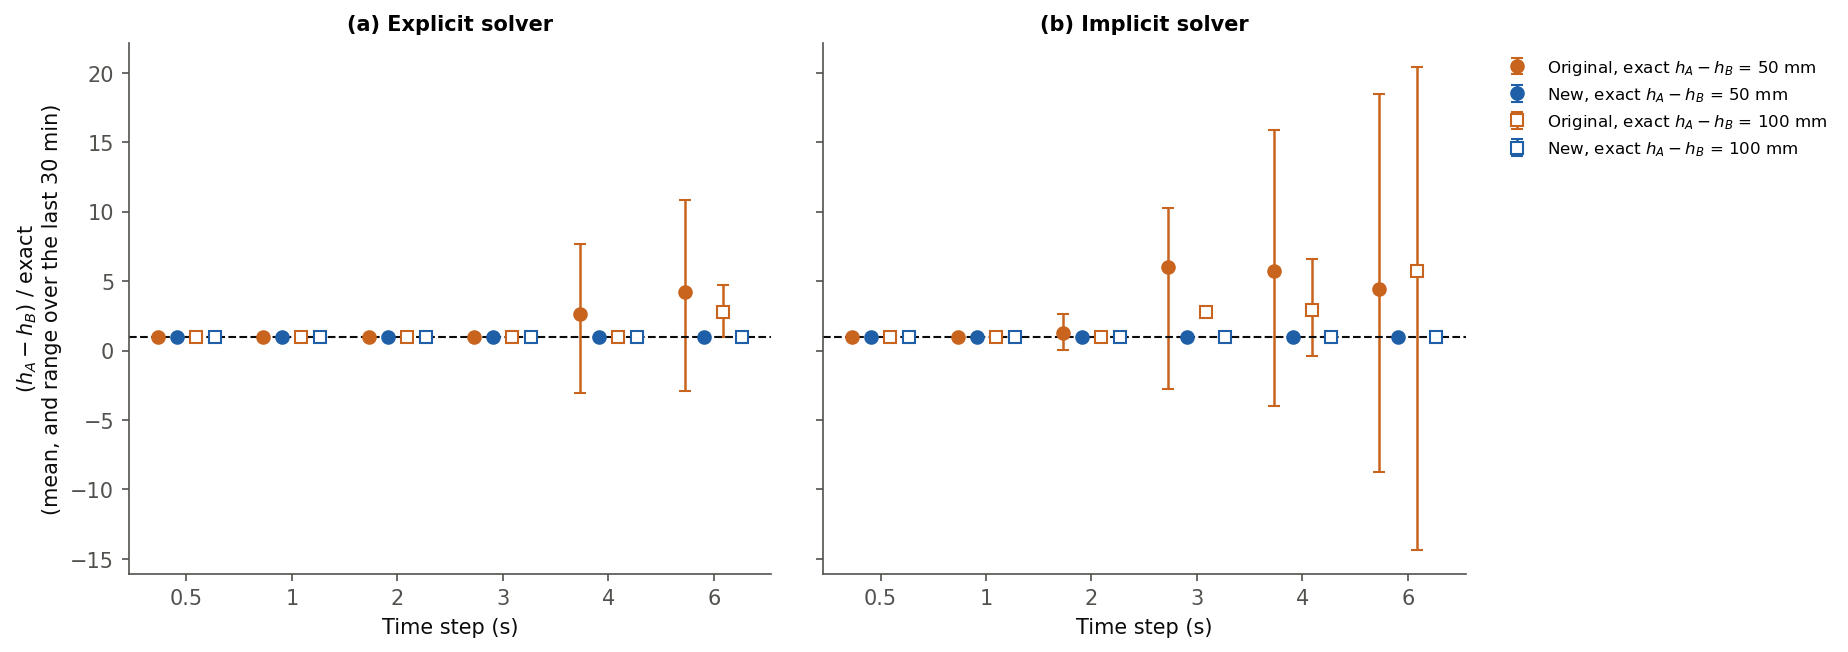 (a) Explicit solver
(b) Implicit solver
20
15
10
5
0
−5
−10
−15
(h_A − h_B) / exact
(mean, and range over the last 30 min)
0.5 1 2 3 4 6
Time step (s)
0.5 1 2 3 4 6
Time step (s)
Original, exact h_A − h_B = 50 mm
New, exact h_A − h_B = 50 mm
Original, exact h_A − h_B = 100 mm
New, exact h_A − h_B = 100 mm